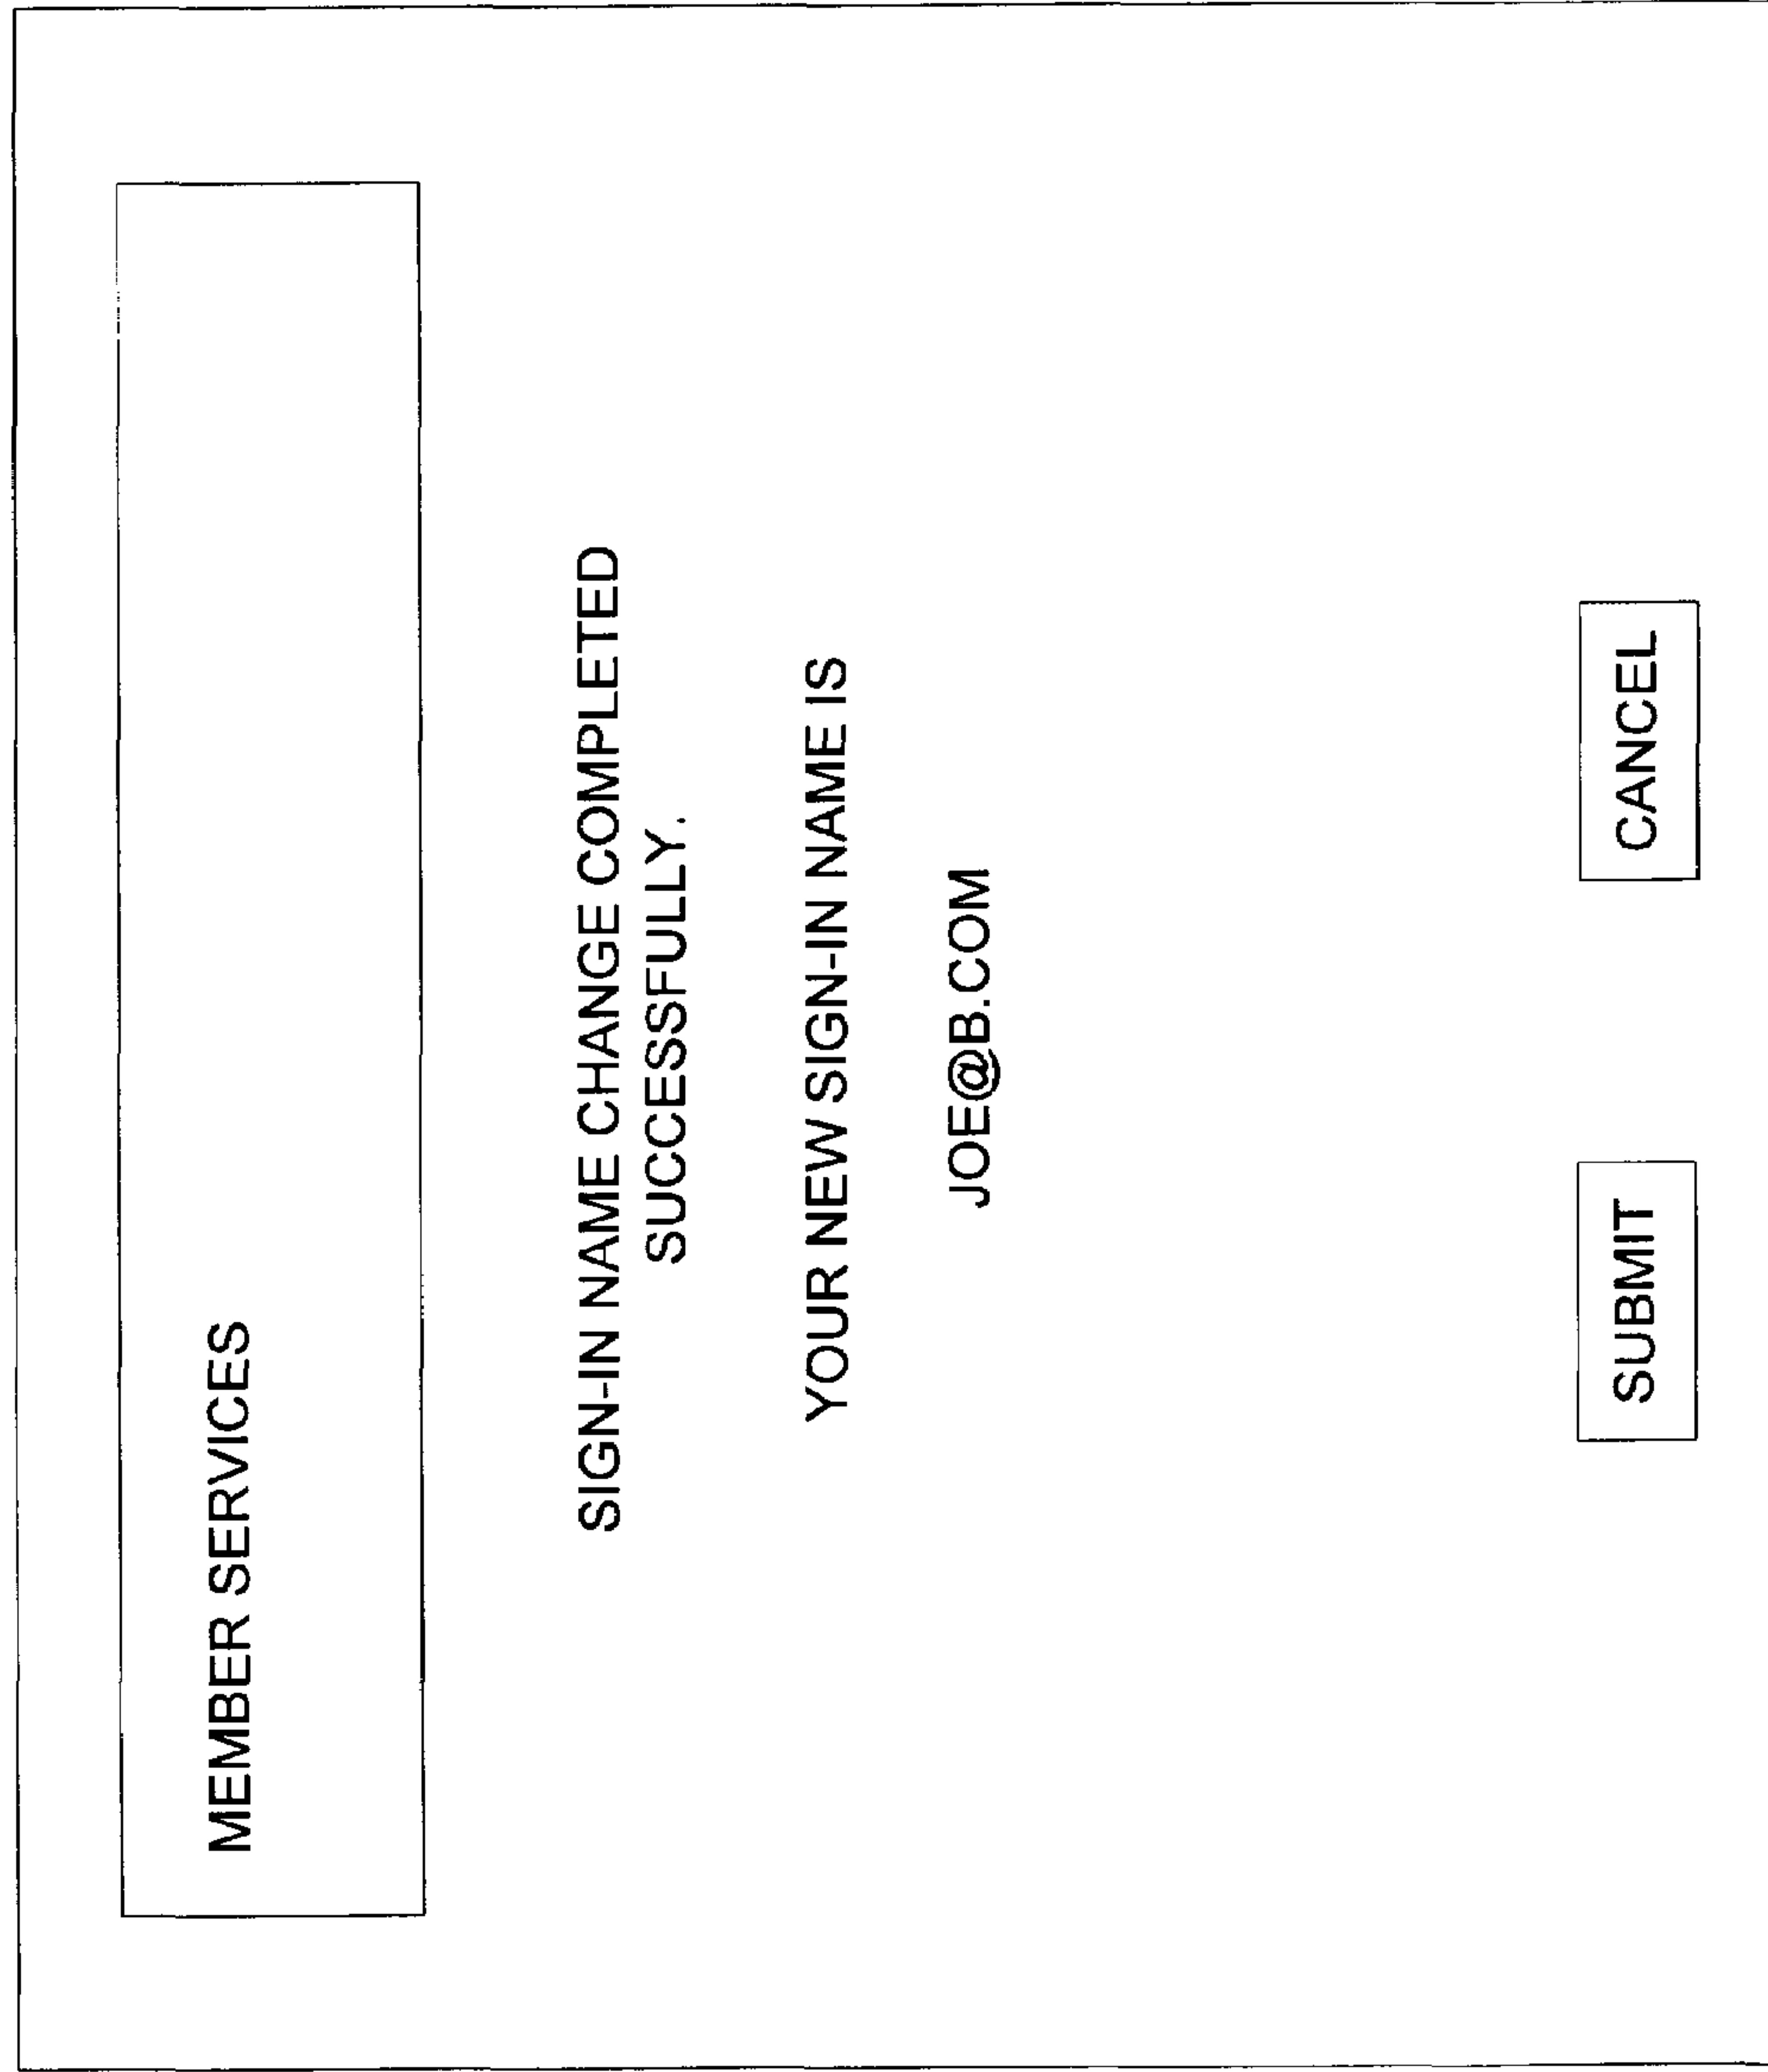 MEMBER SERVICES
SIGN-IN NAME CHANGE COMPLETED
SUCCESSFULLY.
YOUR NEW SIGN-IN NAME IS
JOE@B.COM
SUBMIT
CANCEL